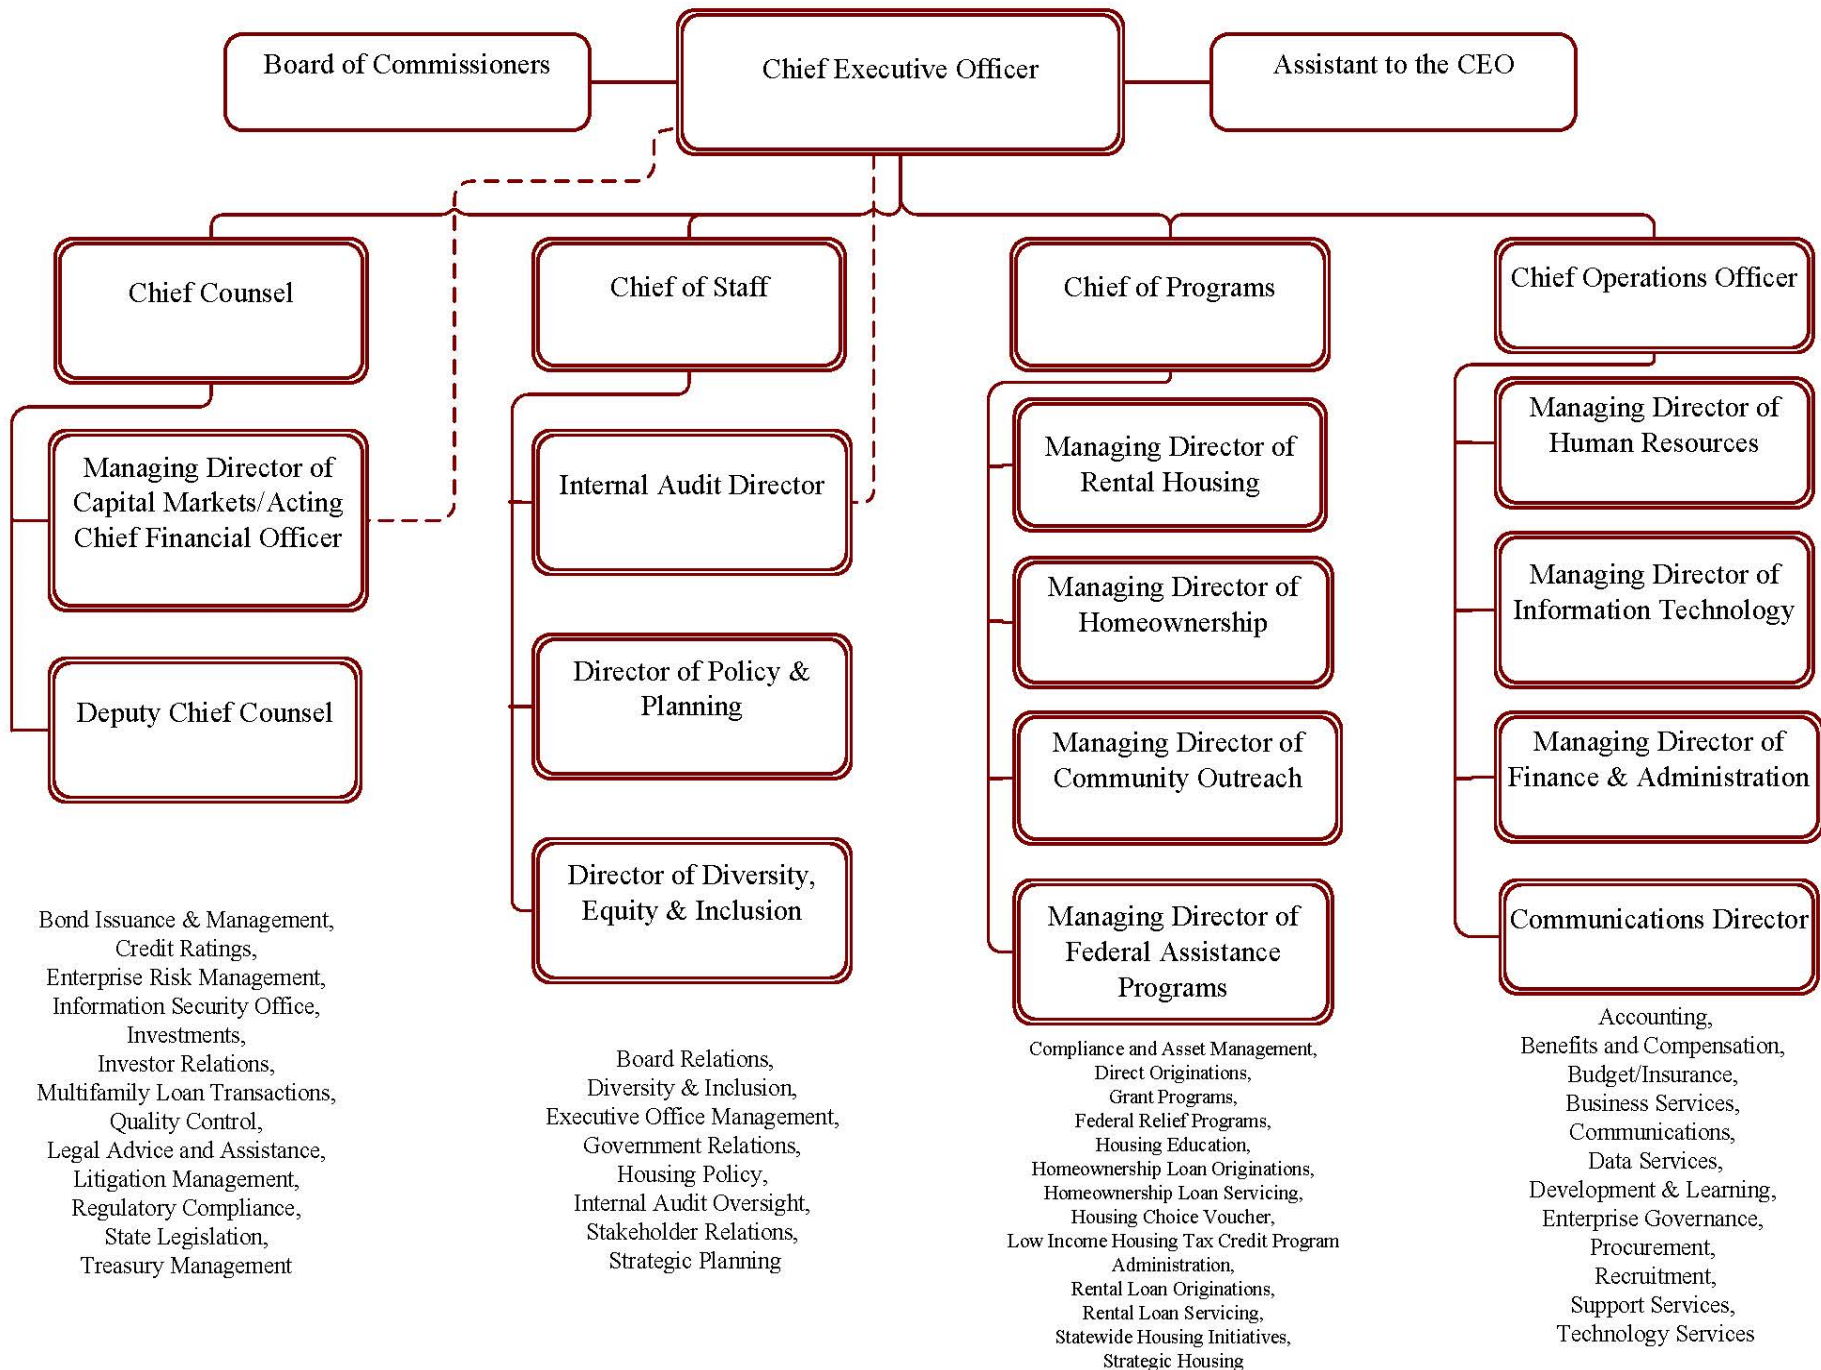 Board of Commissioners
Chief Executive Officer
Assistant to the CEO
Chief Counsel
Chief of Staff
Chief of Programs
Chief Operations Officer
Managing Director of
Capital Markets/Acting
Chief Financial Officer
Deputy Chief Counsel
Bond Issuance & Management,
Credit Ratings,
Enterprise Risk Management,
Information Security Office,
Investments,
Investor Relations,
Multifamily Loan Transactions,
Quality Control,
Legal Advice and Assistance,
Litigation Management,
Regulatory Compliance,
State Legislation,
Treasury Management
Internal Audit Director
Director of Policy &
Planning
Director of Diversity,
Equity & Inclusion
Board Relations,
Diversity & Inclusion,
Executive Office Management,
Government Relations,
Housing Policy,
Internal Audit Oversight,
Stakeholder Relations,
Strategic Planning
Managing Director of
Rental Housing
Managing Director of
Homeownership
Managing Director of
Community Outreach
Managing Director of
Federal Assistance
Programs
Compliance and Asset Management,
Direct Originations,
Grant Programs,
Federal Relief Programs,
Housing Education,
Homeownership Loan Originations,
Homeownership Loan Servicing,
Housing Choice Voucher,
Low Income Housing Tax Credit Program
Administration,
Rental Loan Originations,
Rental Loan Servicing,
Statewide Housing Initiatives,
Strategic Housing
Managing Director of
Human Resources
Managing Director of
Information Technology
Managing Director of
Finance & Administration
Communications Director
Accounting,
Benefits and Compensation,
Budget/Insurance,
Business Services,
Communications,
Data Services,
Development & Learning,
Enterprise Governance,
Procurement,
Recruitment,
Support Services,
Technology Services